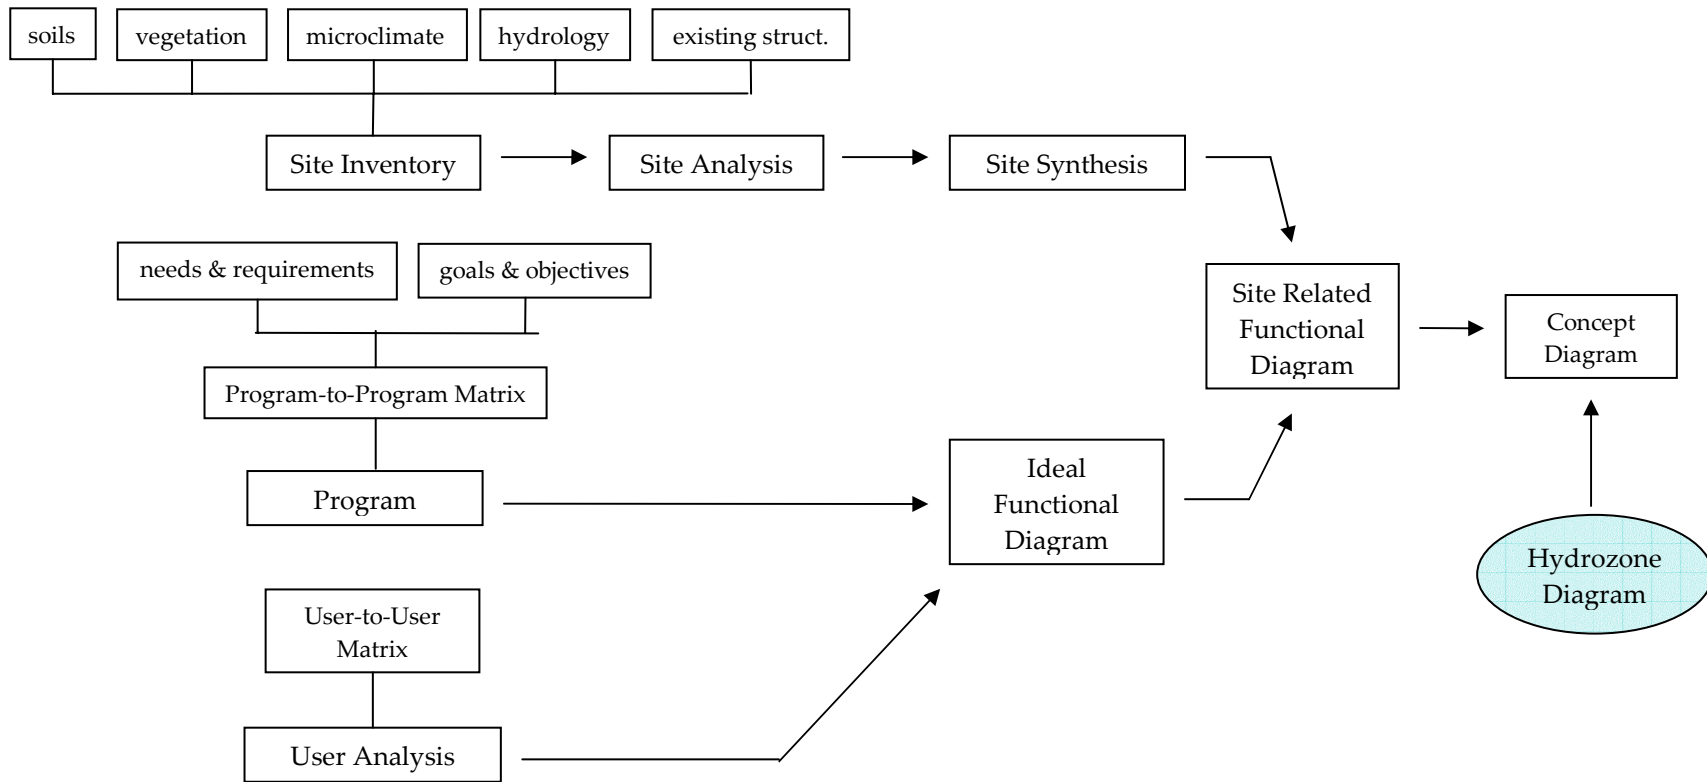 soils
vegetation
microclimate
hydrology
existing struct.
Site Inventory
Site Analysis
Site Synthesis
needs & requirements
goals & objectives
Site Related
Functional
Diagram
Concept
Diagram
Program-to-Program Matrix
Program
Ideal
Functional
Diagram
Hydrozone
Diagram
User-to-User
Matrix
User Analysis